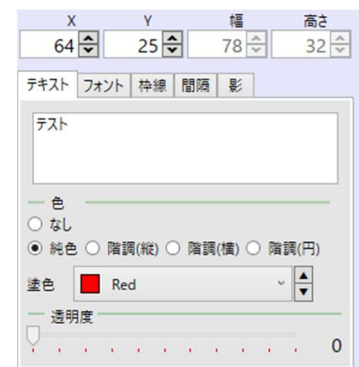 X Y 幅 高さ
64 25 78 32
テキスト フォント 枠線 間隔 影
テスト
色
なし
純色 階調(縦) 階調(横) 階調(円)
塗色 Red
透明度
0